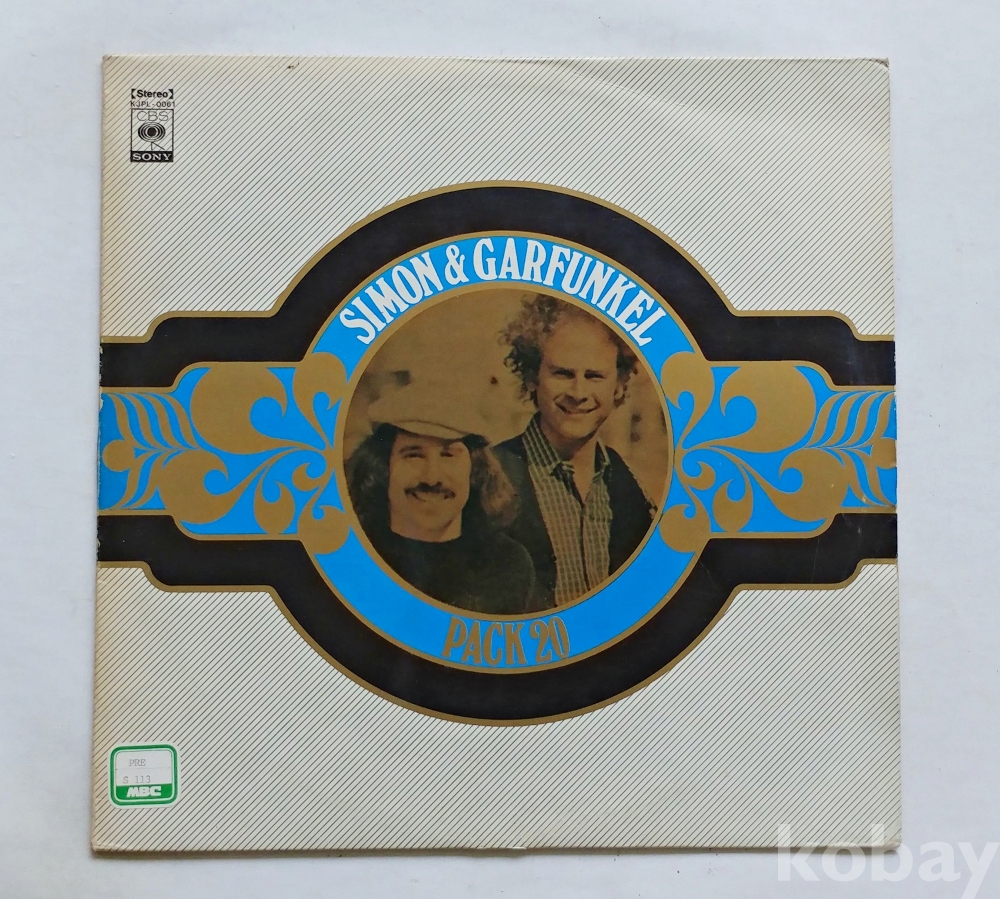 【Stereo】
KJPL-0061
CBS
SONY
SIMON & GARFUNKEL
PACK 20
PRE
S 113
MBC
kobay